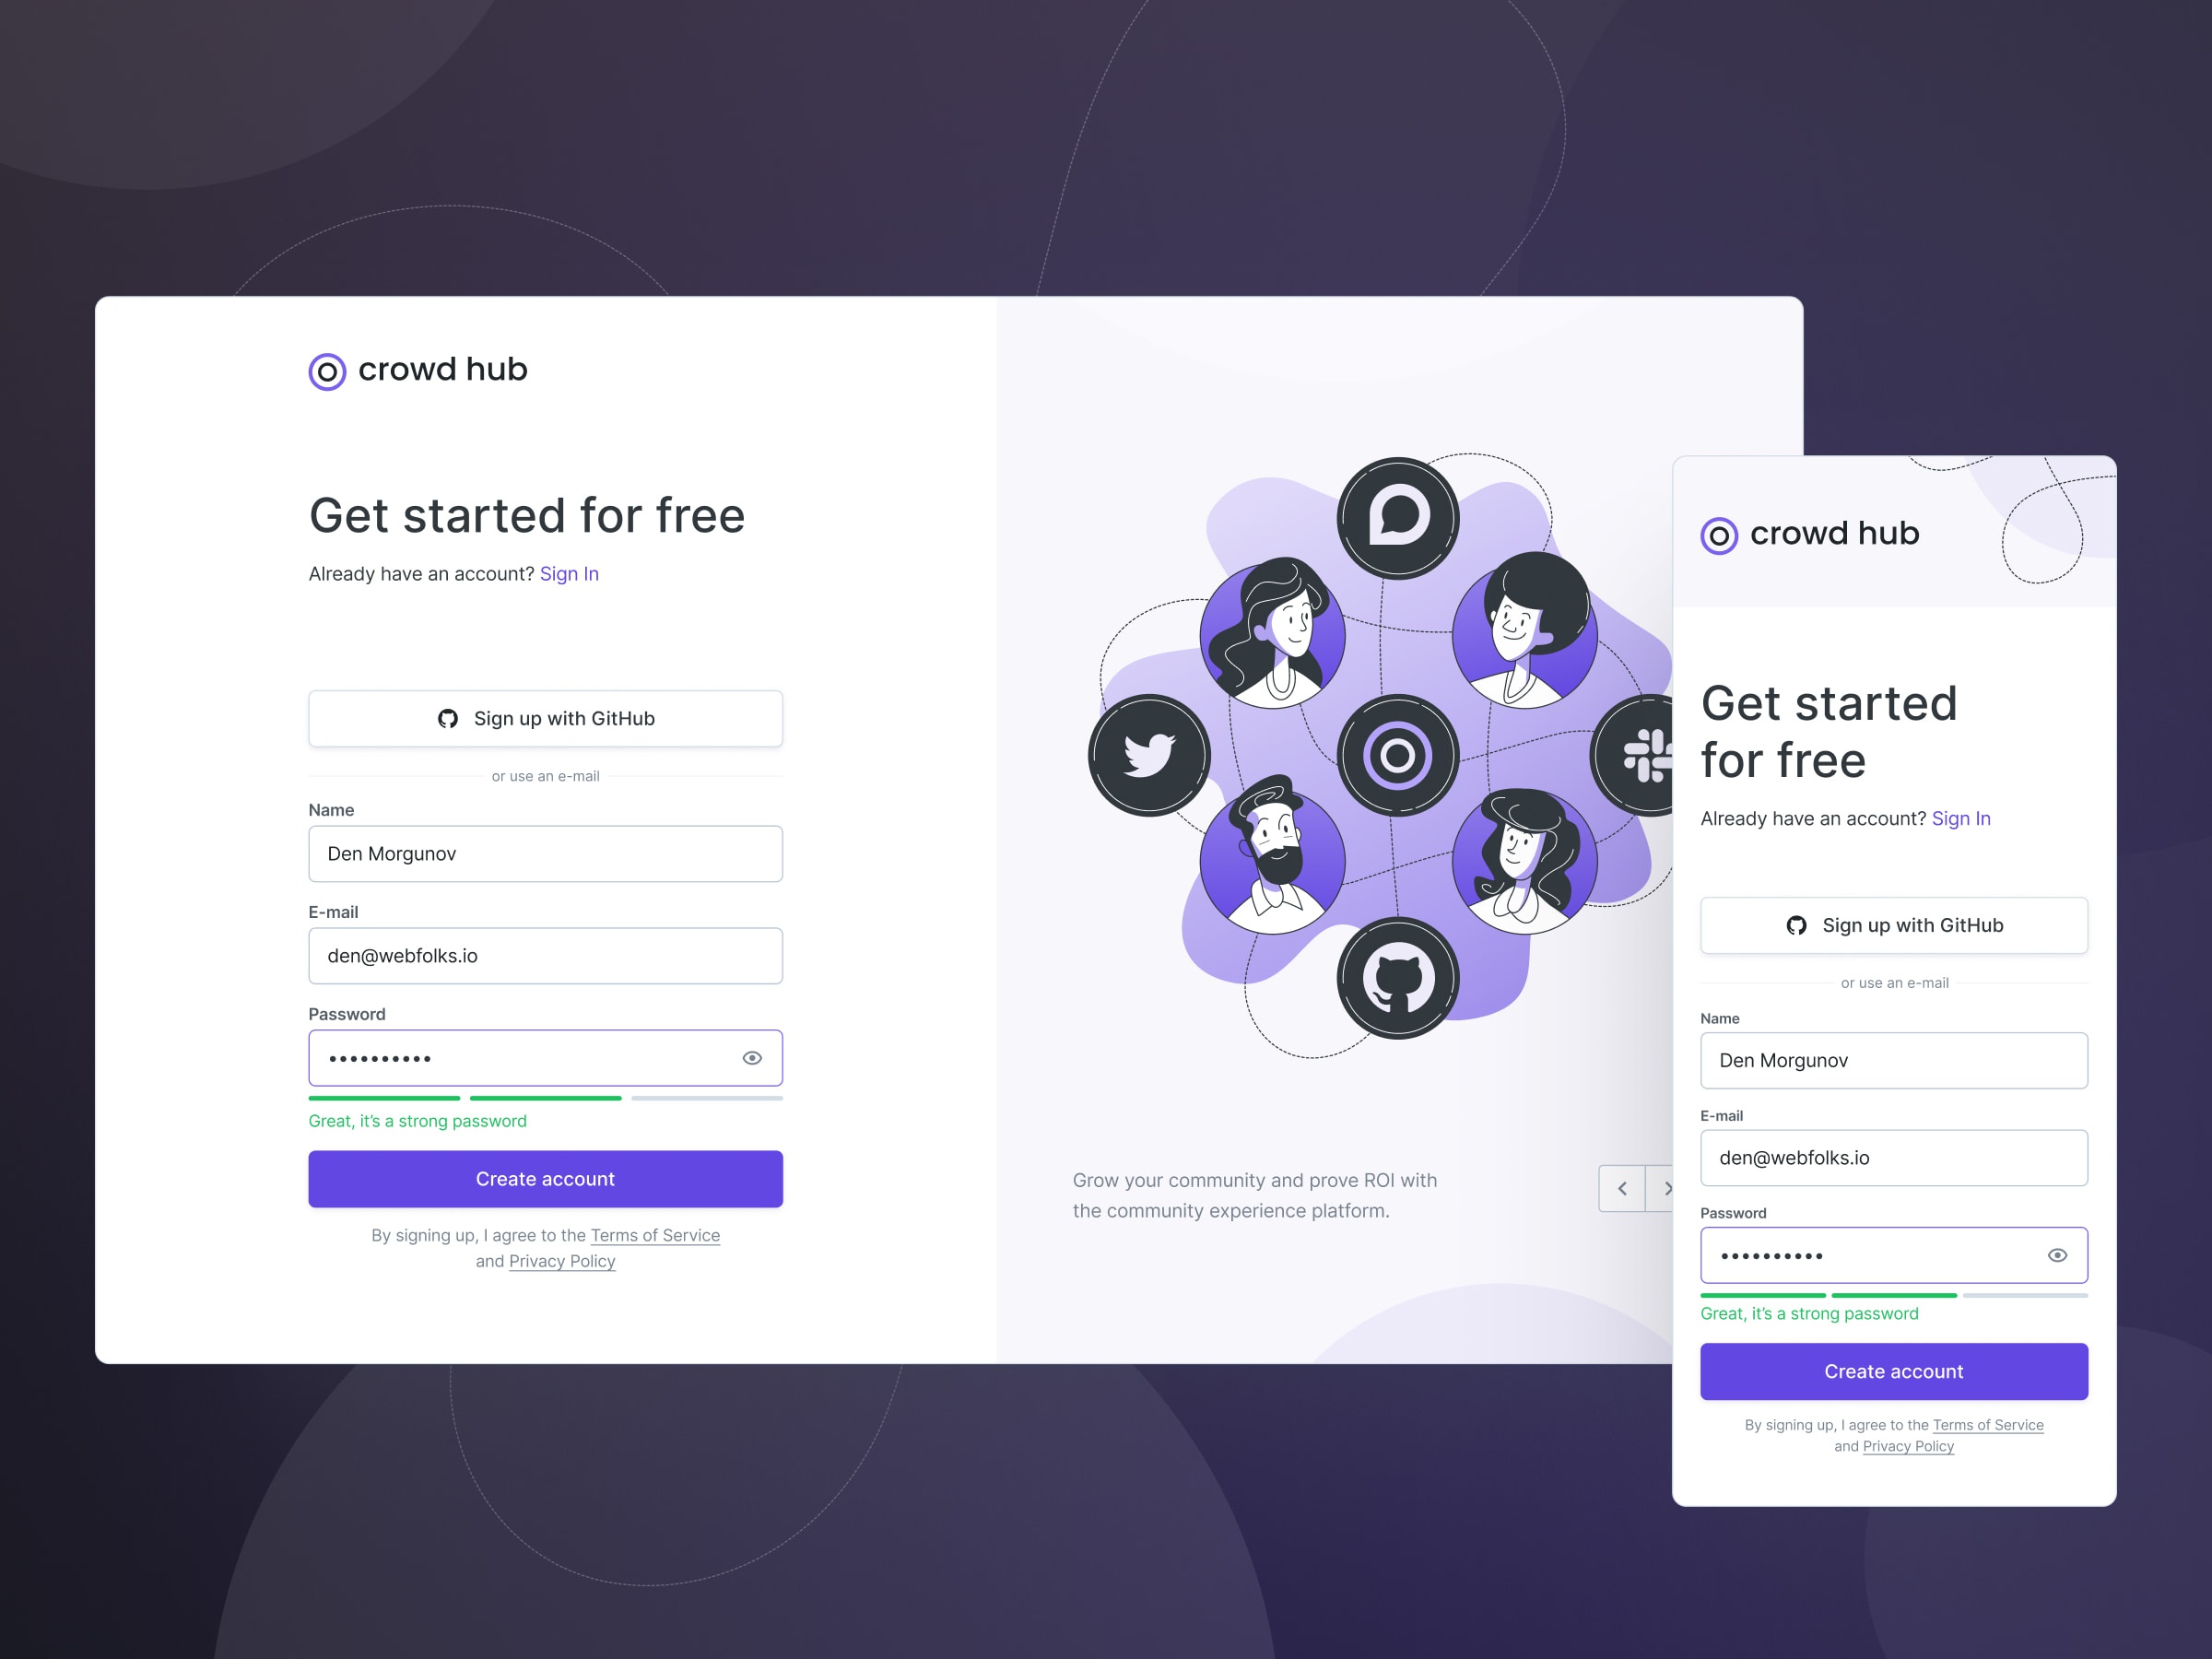 crowd hub
Get started for free
Already have an account? Sign In
Sign up with GitHub
or use an e-mail
Name
Den Morgunov
E-mail
den@webfolks.io
Password
••••••••••
Great, it's a strong password
Create account
By signing up, I agree to the Terms of Service
and Privacy Policy
Grow your community and prove ROI with
the community experience platform.
crowd hub
Get started
for free
Already have an account? Sign In
Sign up with GitHub
or use an e-mail
Name
Den Morgunov
E-mail
den@webfolks.io
Password
••••••••••
Great, it's a strong password
Create account
By signing up, I agree to the Terms of Service
and Privacy Policy